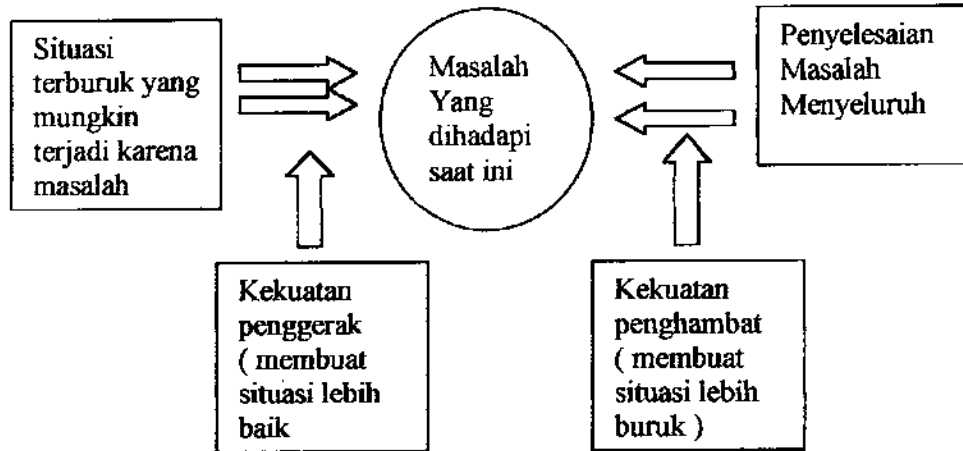 Situasi
terburuk yang
mungkin
terjadi karena
masalah
Masalah
Yang
dihadapi
saat ini
Penyelesaian
Masalah
Menyeluruh
Kekuatan
penggerak
( membuat
situasi lebih
baik
Kekuatan
penghambat
( membuat
situasi lebih
buruk )